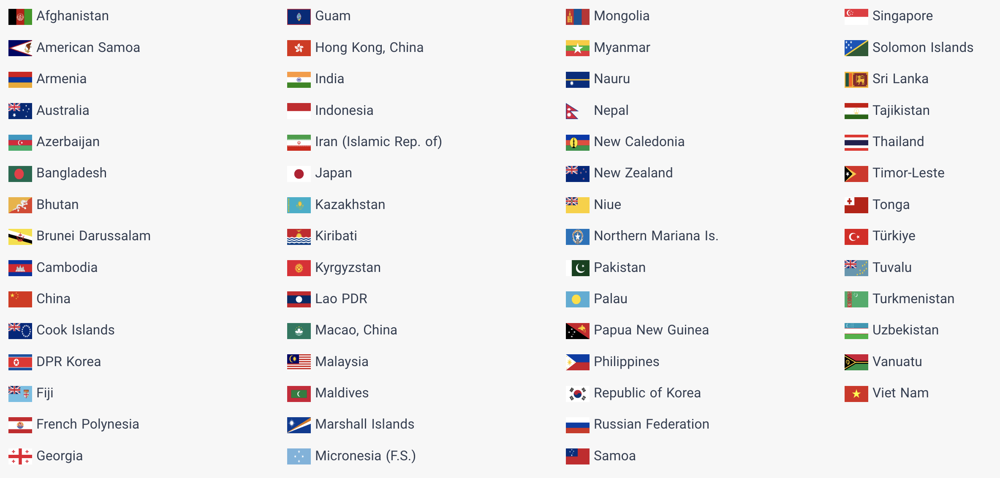 Afghanistan
American Samoa
Armenia
Australia
Azerbaijan
Bangladesh
Bhutan
Brunei Darussalam
Cambodia
China
Cook Islands
DPR Korea
Fiji
French Polynesia
Georgia
Guam
Hong Kong, China
India
Indonesia
Iran (Islamic Rep. of)
Japan
Kazakhstan
Kiribati
Kyrgyzstan
Lao PDR
Macao, China
Malaysia
Maldives
Marshall Islands
Micronesia (F.S.)
Mongolia
Myanmar
Nauru
Nepal
New Caledonia
New Zealand
Niue
Northern Mariana Is.
Pakistan
Palau
Papua New Guinea
Philippines
Republic of Korea
Russian Federation
Samoa
Singapore
Solomon Islands
Sri Lanka
Tajikistan
Thailand
Timor-Leste
Tonga
Türkiye
Tuvalu
Turkmenistan
Uzbekistan
Vanuatu
Viet Nam